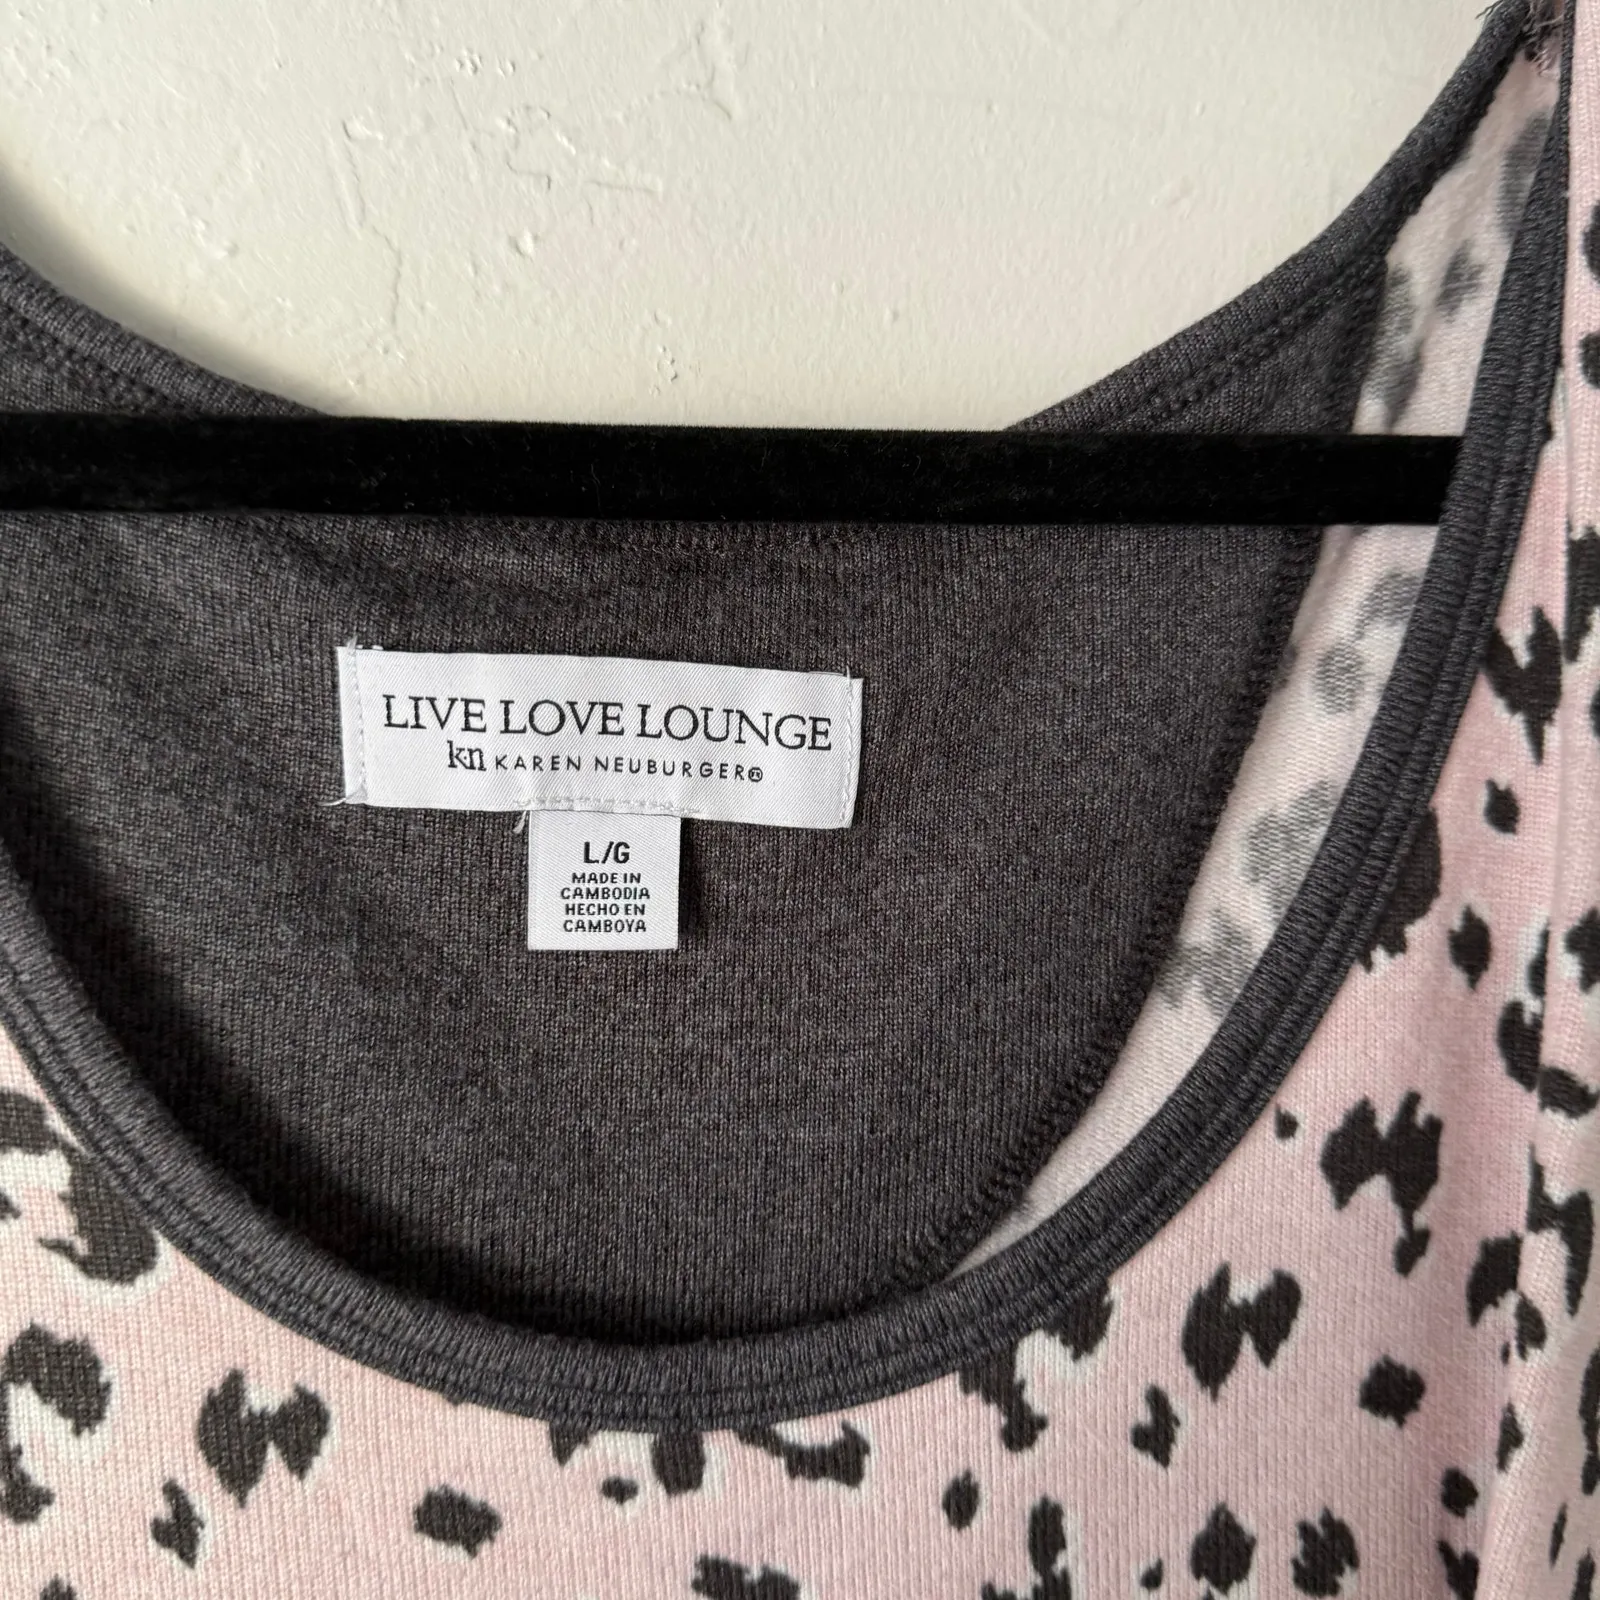 LIVE LOVE LOUNGE
kn KAREN NEUBURGER®
L/G
MADE IN
CAMBODIA
HECHO EN
CAMBOYA